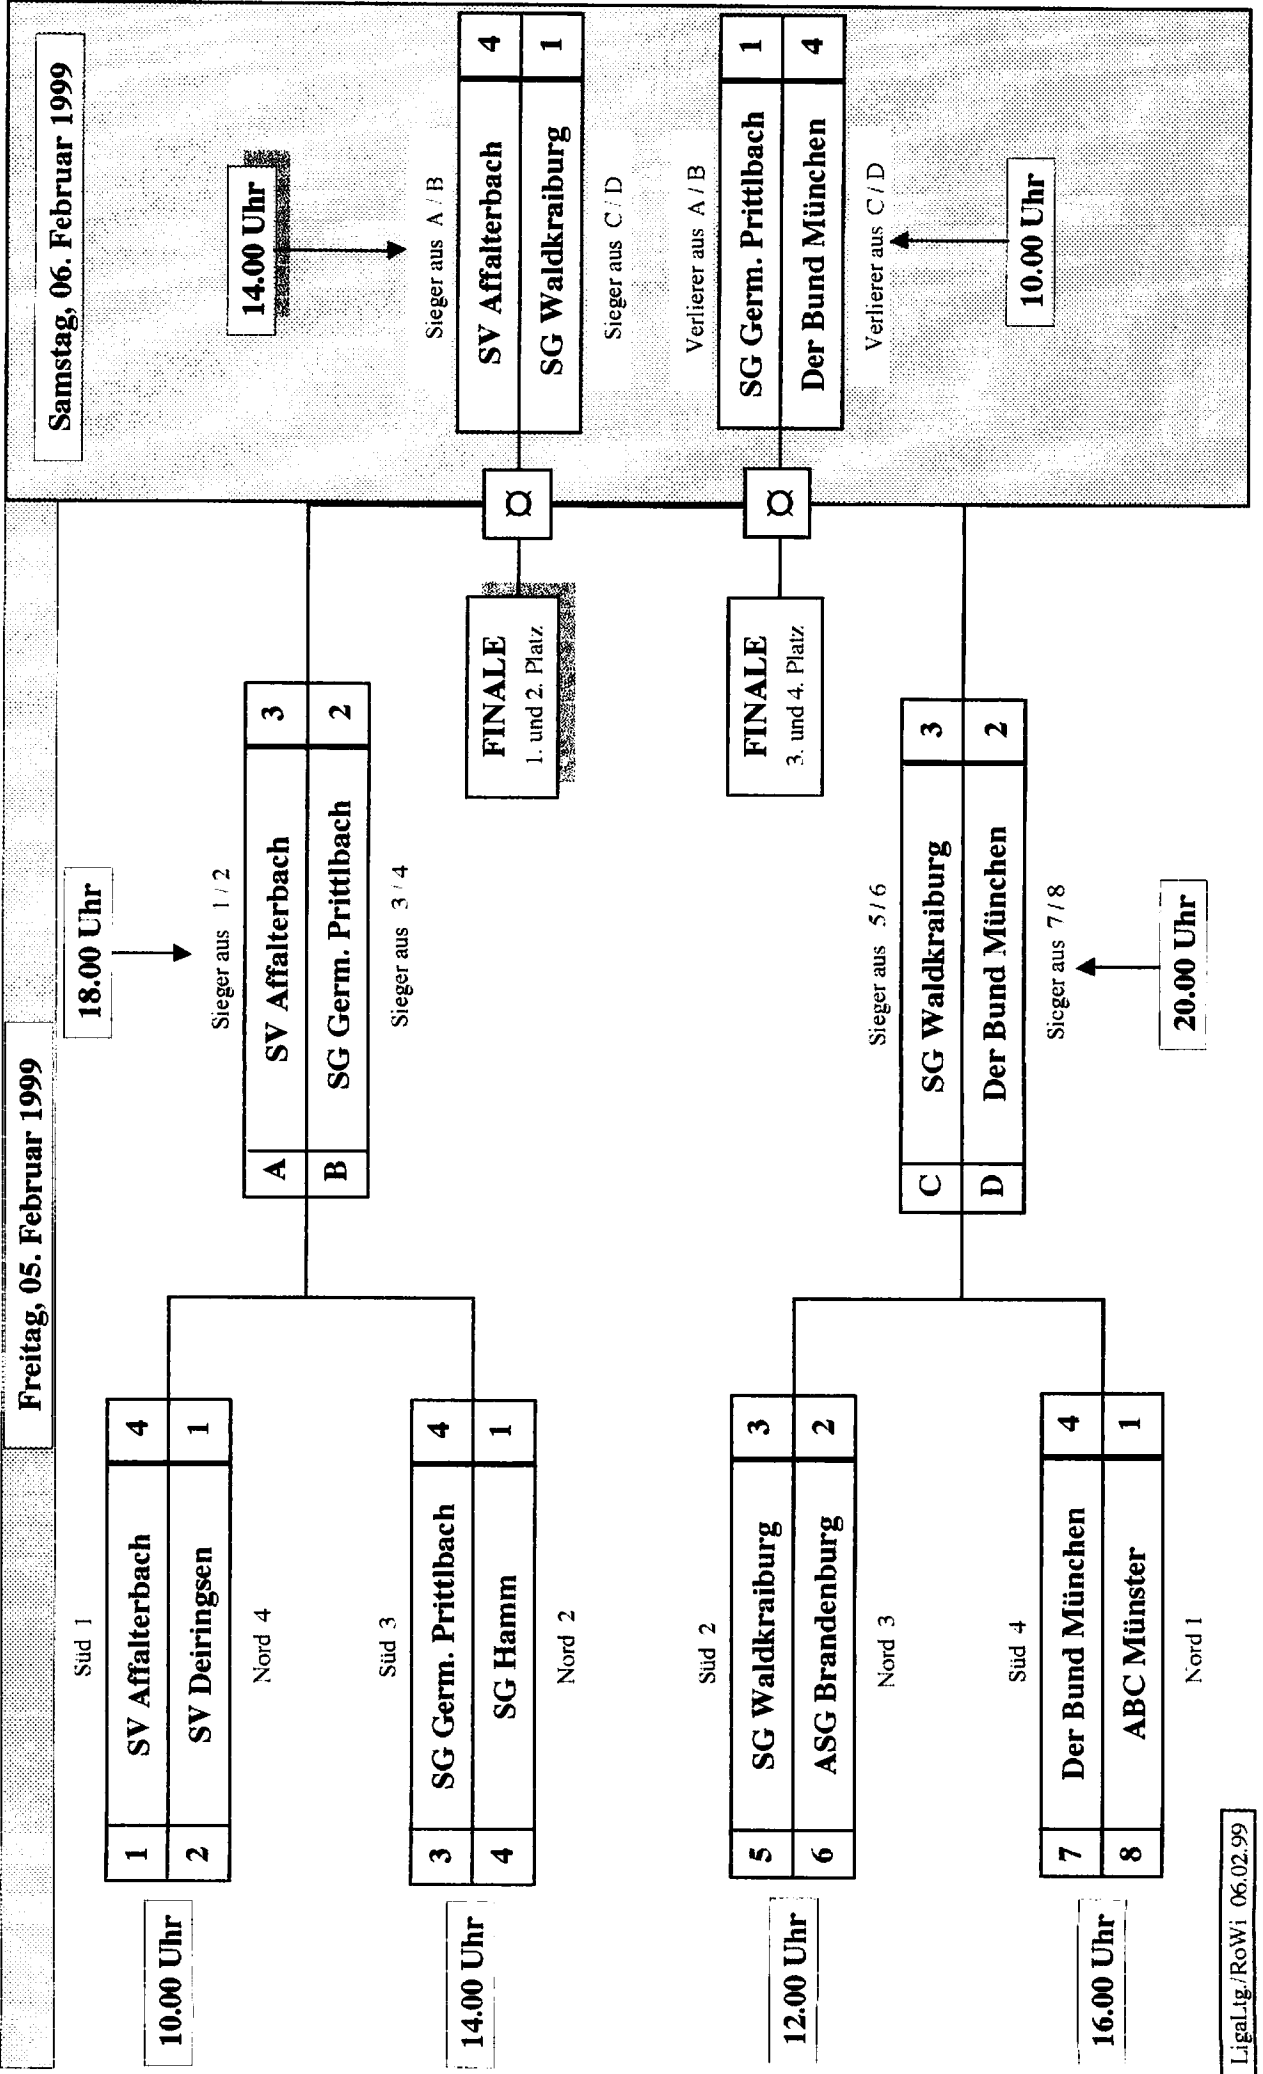 Freitag, 05. Februar 1999
Samstag, 06. Februar 1999
10.00 Uhr
Süd 1
1 SV Affalterbach 4
2 SV Deiringsen 1
Nord 4
14.00 Uhr
Süd 3
3 SG Germ. Prittlbach 4
4 SG Hamm 1
Nord 2
12.00 Uhr
Süd 2
5 SG Waldkraiburg 3
6 ASG Brandenburg 2
Nord 3
16.00 Uhr
Süd 4
7 Der Bund München 4
8 ABC Münster 1
Nord 1
18.00 Uhr
Sieger aus 1 / 2
A SV Affalterbach 3
B SG Germ. Prittlbach 2
Sieger aus 3 / 4
Sieger aus 5 / 6
C SG Waldkraiburg 3
D Der Bund München 2
Sieger aus 7 / 8
20.00 Uhr
FINALE
1. und 2. Platz
¤
14.00 Uhr
Sieger aus A / B
SV Affalterbach 4
SG Waldkraiburg 1
Sieger aus C / D
FINALE
3. und 4. Platz
¤
Verlierer aus A / B
SG Germ. Prittlbach 1
Der Bund München 4
Verlierer aus C / D
10.00 Uhr
LigaLtg./RoWi 06.02.99